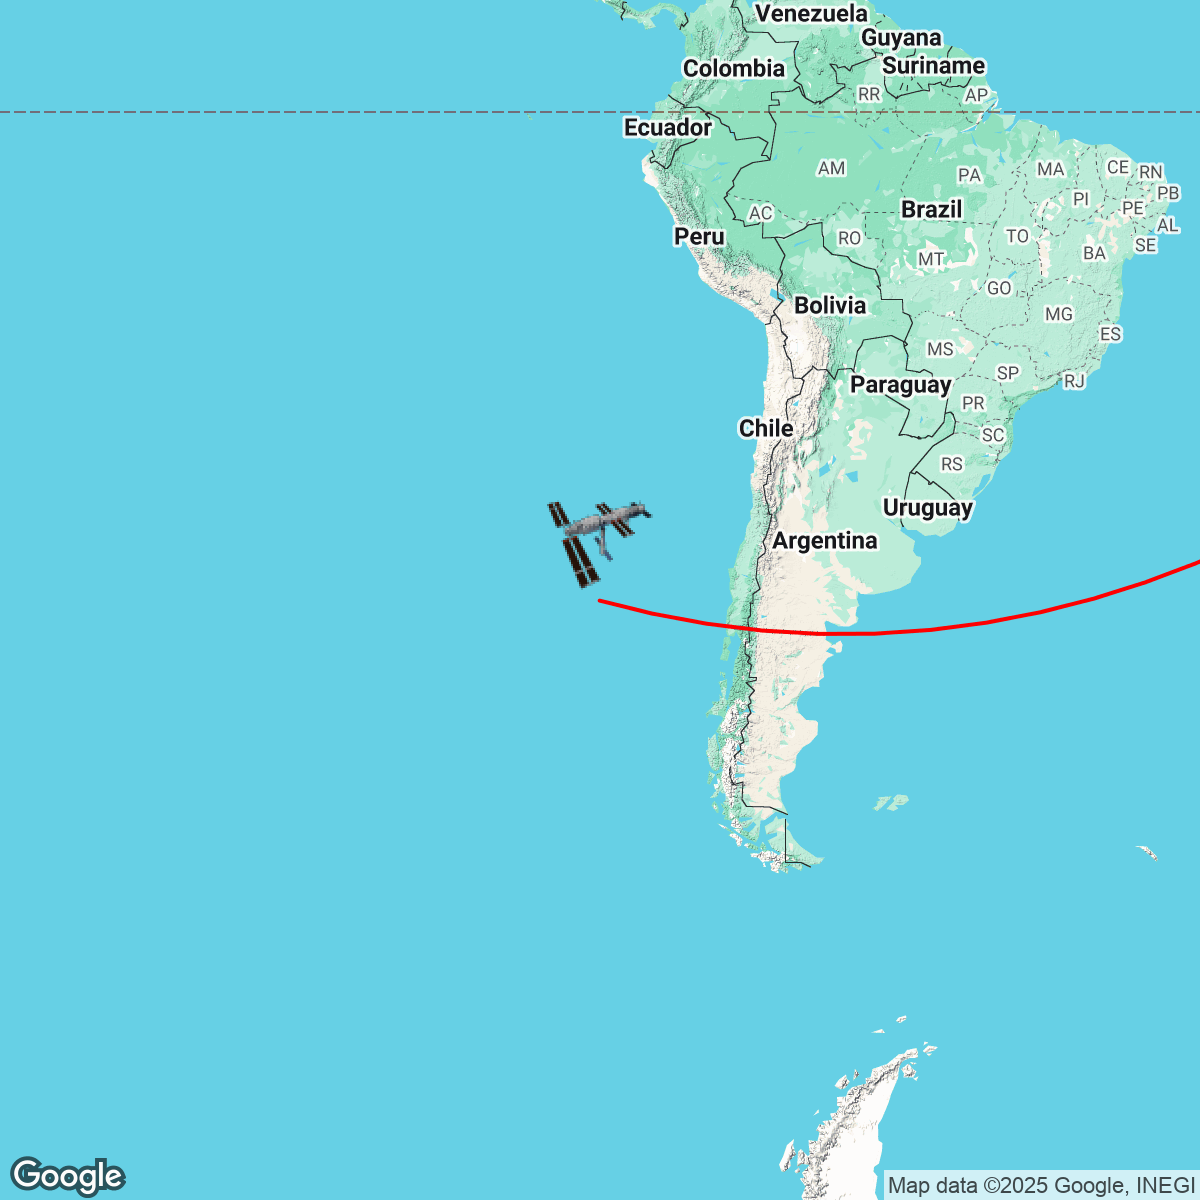 Venezuela
Guyana
Colombia
Suriname
RR
AP
Ecuador
AM
PA
MA
CE
RN
PI
PB
PE
AC
Brazil
AL
Peru
RO
TO
SE
MT
BA
GO
Bolivia
MG
ES
MS
SP
RJ
Paraguay
PR
Chile
SC
RS
Uruguay
Argentina
Google
Map data ©2025 Google, INEGI